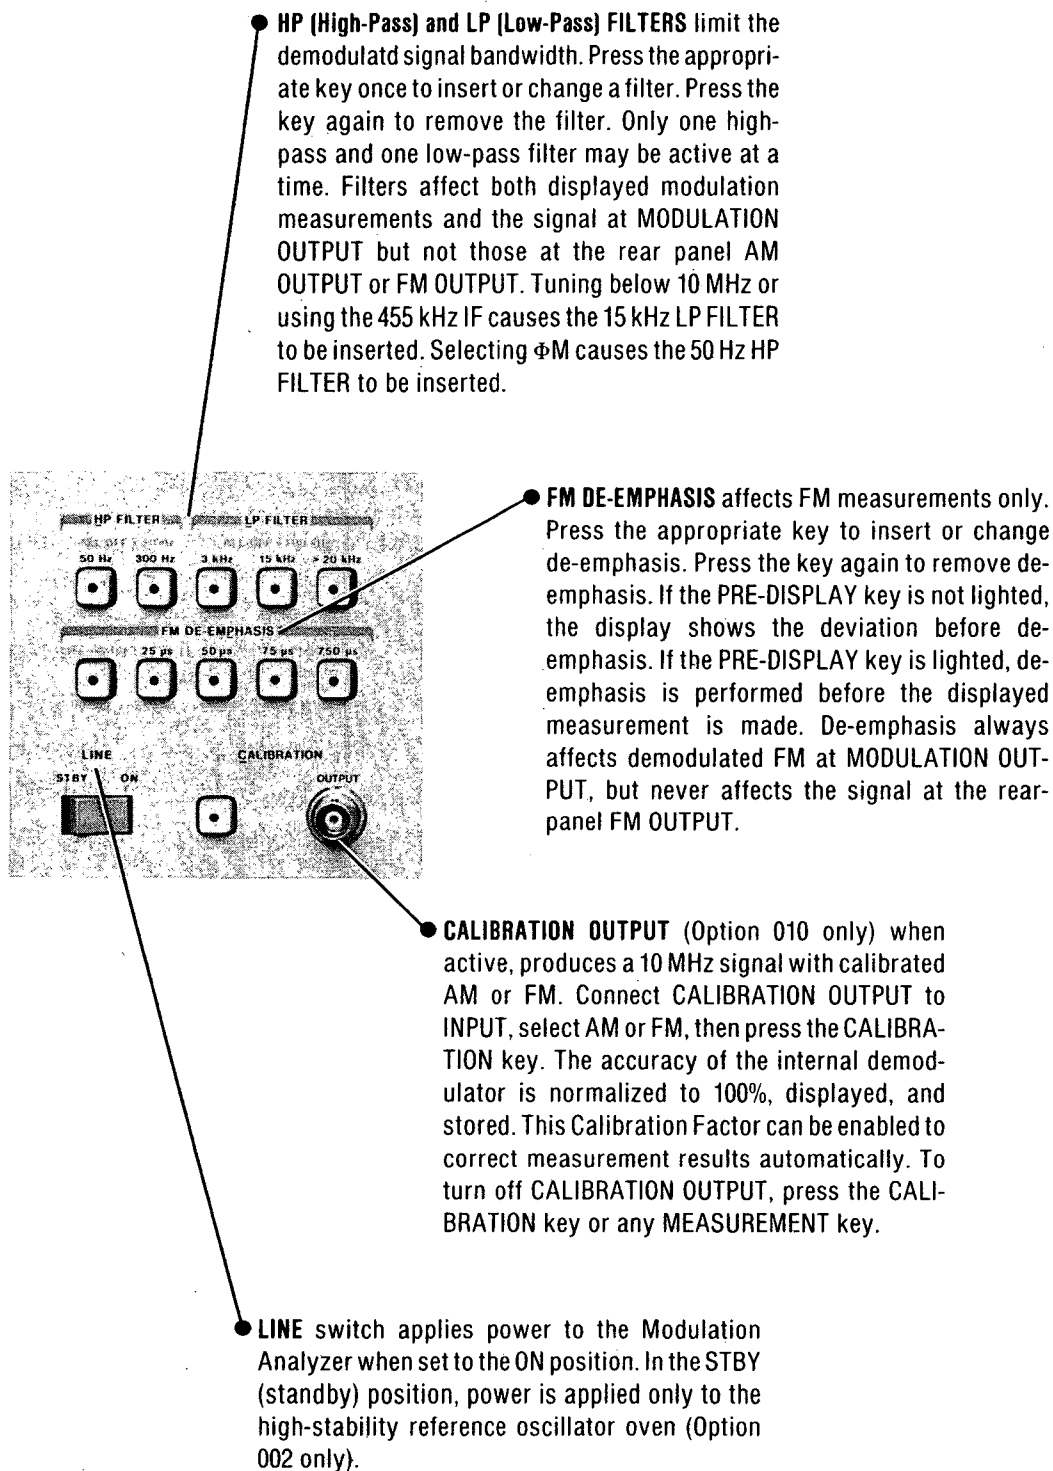 HP (High-Pass) and LP (Low-Pass) FILTERS limit the
demodulatd signal bandwidth. Press the appropri-
ate key once to insert or change a filter. Press the
key again to remove the filter. Only one high-
pass and one low-pass filter may be active at a
time. Filters affect both displayed modulation
measurements and the signal at MODULATION
OUTPUT but not those at the rear panel AM
OUTPUT or FM OUTPUT. Tuning below 10 MHz or
using the 455 kHz IF causes the 15 kHz LP FILTER
to be inserted. Selecting ΦM causes the 50 Hz HP
FILTER to be inserted.
HP FILTER LP FILTER
50 Hz 300 Hz 3 kHz 15 kHz > 20 kHz
FM DE-EMPHASIS
25 µs 50 µs 75 µs 750 µs
LINE CALIBRATION
STBY ON OUTPUT
FM DE-EMPHASIS affects FM measurements only.
Press the appropriate key to insert or change
de-emphasis. Press the key again to remove de-
emphasis. If the PRE-DISPLAY key is not lighted,
the display shows the deviation before de-
emphasis. If the PRE-DISPLAY key is lighted, de-
emphasis is performed before the displayed
measurement is made. De-emphasis always
affects demodulated FM at MODULATION OUT-
PUT, but never affects the signal at the rear-
panel FM OUTPUT.
CALIBRATION OUTPUT (Option 010 only) when
active, produces a 10 MHz signal with calibrated
AM or FM. Connect CALIBRATION OUTPUT to
INPUT, select AM or FM, then press the CALIBRA-
TION key. The accuracy of the internal demod-
ulator is normalized to 100%, displayed, and
stored. This Calibration Factor can be enabled to
correct measurement results automatically. To
turn off CALIBRATION OUTPUT, press the CALI-
BRATION key or any MEASUREMENT key.
LINE switch applies power to the Modulation
Analyzer when set to the ON position. In the STBY
(standby) position, power is applied only to the
high-stability reference oscillator oven (Option
002 only).